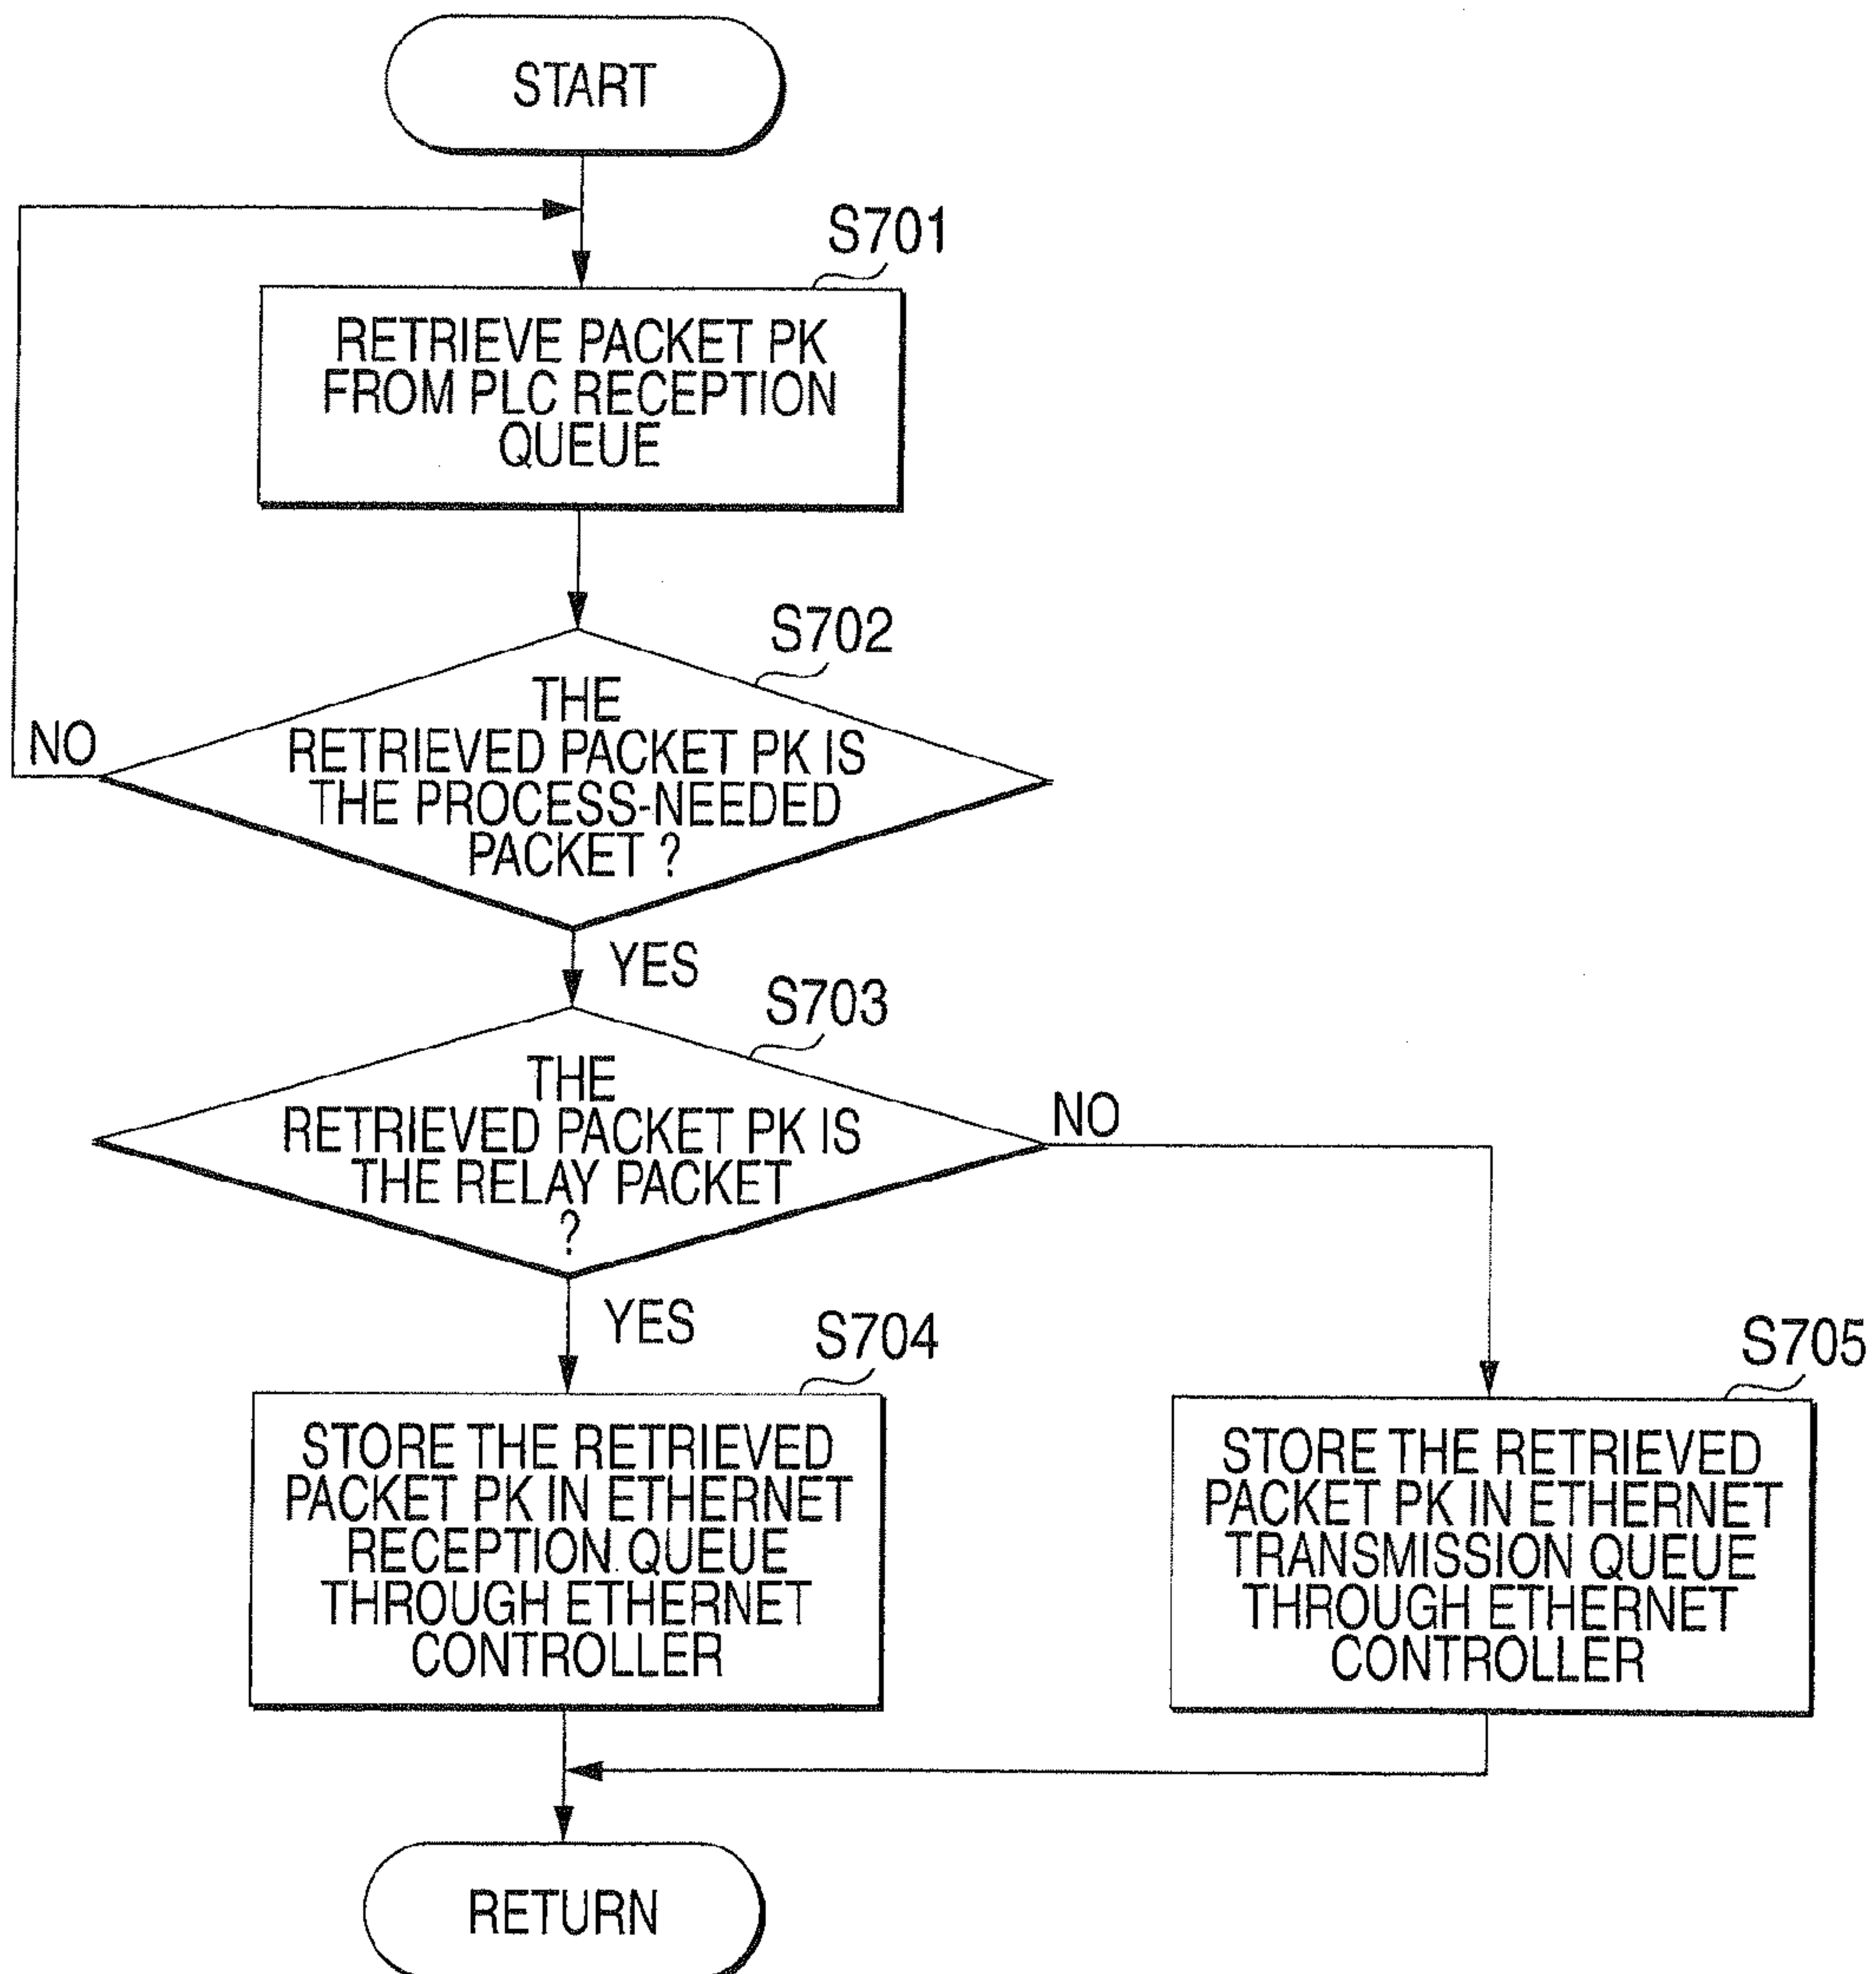 START
S701
RETRIEVE PACKET PK
FROM PLC RECEPTION
QUEUE
S702
THE
RETRIEVED PACKET PK IS
THE PROCESS-NEEDED
PACKET ?
NO
YES
S703
THE
RETRIEVED PACKET PK IS
THE RELAY PACKET
?
NO
YES
S704
STORE THE RETRIEVED
PACKET PK IN ETHERNET
RECEPTION QUEUE
THROUGH ETHERNET
CONTROLLER
S705
STORE THE RETRIEVED
PACKET PK IN ETHERNET
TRANSMISSION QUEUE
THROUGH ETHERNET
CONTROLLER
RETURN